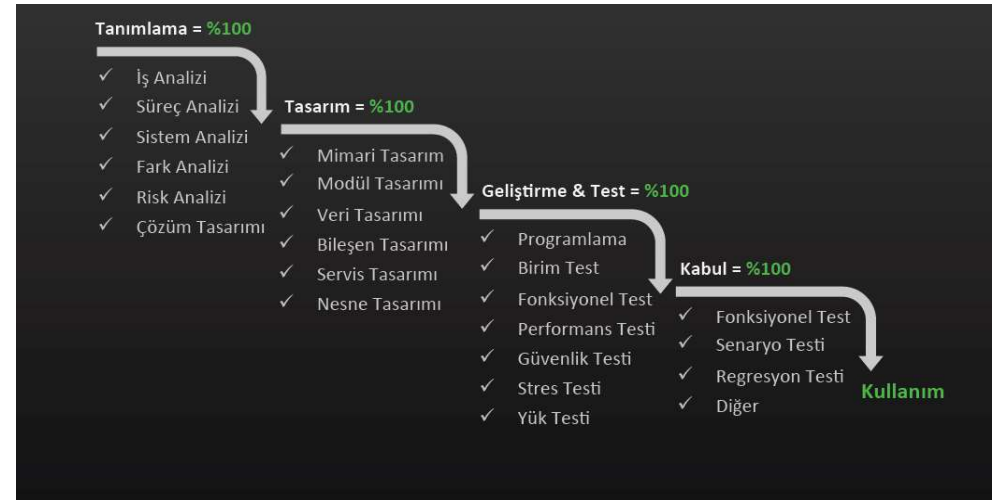 Tanımlama = %100
İş Analizi
Süreç Analizi
Sistem Analizi
Fark Analizi
Risk Analizi
Çözüm Tasarımı
Tasarım = %100
Mimari Tasarım
Modül Tasarımı
Veri Tasarımı
Bileşen Tasarımı
Servis Tasarımı
Nesne Tasarımı
Geliştirme & Test = %100
Programlama
Birim Test
Fonksiyonel Test
Performans Testi
Güvenlik Testi
Stres Testi
Yük Testi
Kabul = %100
Fonksiyonel Test
Senaryo Testi
Regresyon Testi
Diğer
Kullanım